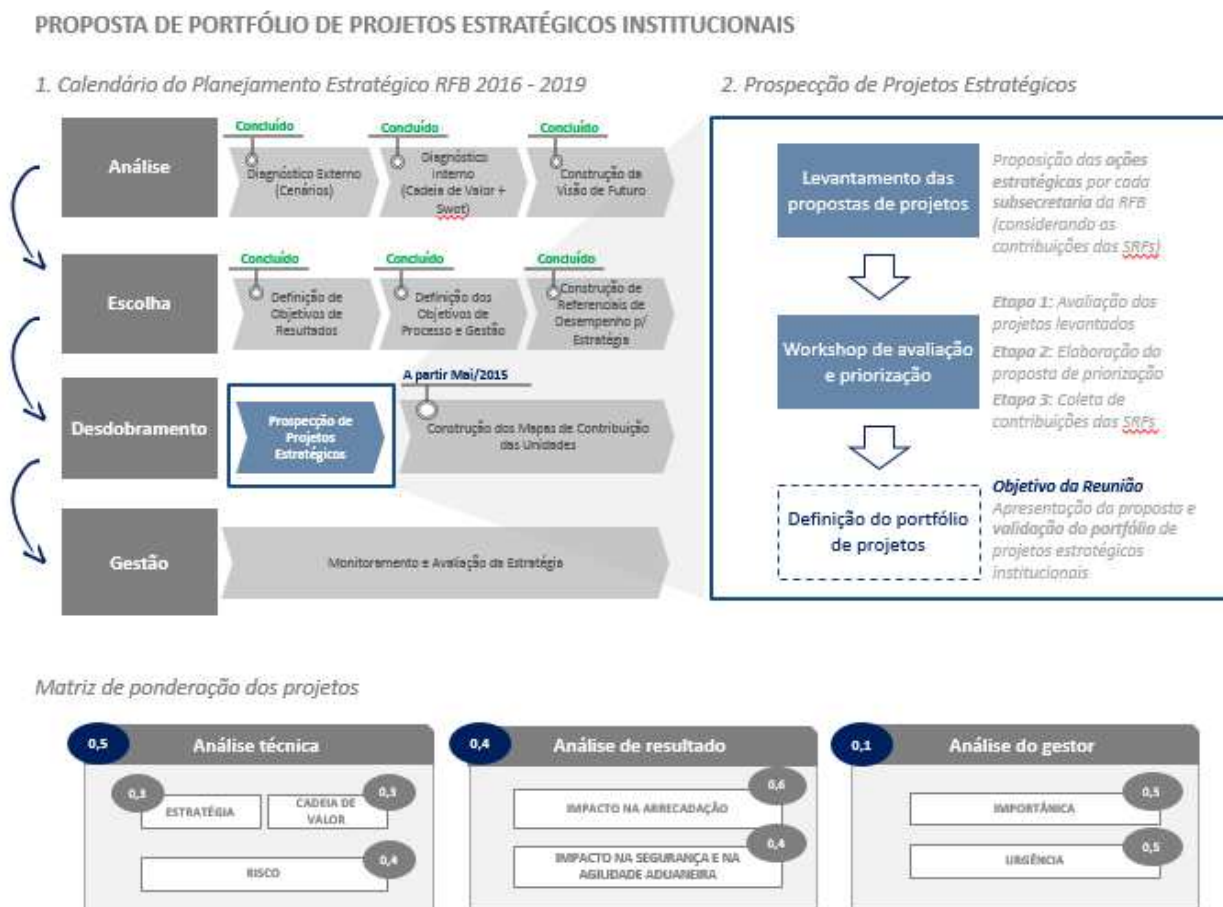 PROPOSTA DE PORTFÓLIO DE PROJETOS ESTRATÉGICOS INSTITUCIONAIS
1. Calendário do Planejamento Estratégico RFB 2016 - 2019
Análise
Concluído
Diagnóstico Externo
(Cenários)
Concluído
Diagnóstico
Interno
(Cadeia de Valor +
Swot)
Concluído
Construção da
Visão de Futuro
Escolha
Concluído
Definição de
Objetivos de
Resultados
Concluído
Definição dos
Objetivos de
Processo e Gestão
Concluído
Construção de
Referenciais de
Desempenho p/
Estratégia
Desdobramento
Prospecção de
Projetos
Estratégicos
A partir Mai/2015
Construção dos Mapas de Contribuição
das Unidades
Gestão
Monitoramento e Avaliação da Estratégia
2. Prospecção de Projetos Estratégicos
Levantamento das
propostas de projetos
Proposição das ações
estratégicas por cada
subsecretaria da RFB
(considerando as
contribuições das SRFs)
Workshop de avaliação
e priorização
Etapa 1: Avaliação dos
projetos levantados
Etapa 2: Elaboração da
proposta de priorização
Etapa 3: Coleta de
contribuições das SRFs
Definição do portfólio
de projetos
Objetivo da Reunião
Apresentação da proposta e
validação do portfólio de
projetos estratégicos
institucionais
Matriz de ponderação dos projetos
0,5
Análise técnica
0,3
ESTRATÉGIA
CADEIA DE
VALOR
0,3
RISCO
0,4
0,4
Análise de resultado
IMPACTO NA ARRECADAÇÃO
0,6
IMPACTO NA SEGURANÇA E NA
AGILIDADE ADUANEIRA
0,4
0,1
Análise do gestor
IMPORTÂNICA
0,5
URGÊNCIA
0,5